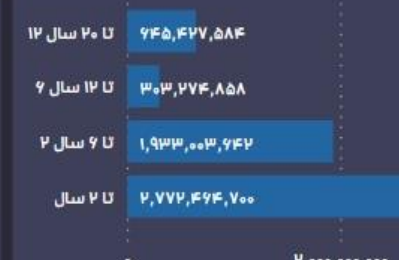 ۱۲ تا ۲۰ سال ۶۴۵,۴۲۷,۵۸۴
۶ تا ۱۲ سال ۳۰۳,۲۷۴,۸۵۸
۲ تا ۶ سال ۱,۹۳۳,۰۰۳,۶۴۲
تا ۲ سال ۲,۷۷۲,۴۶۴,۷۰۰